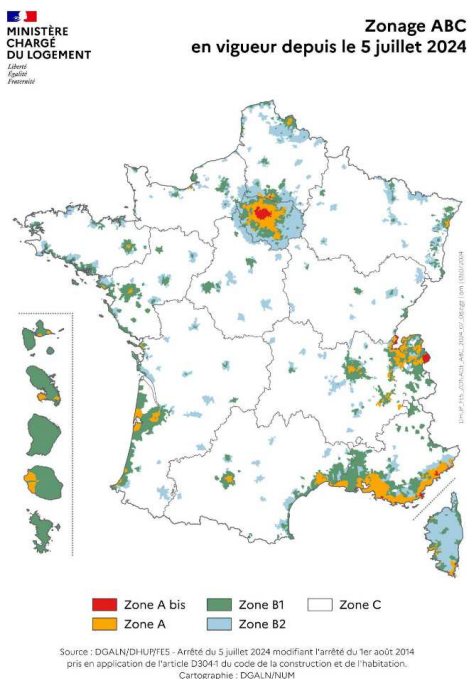 MINISTÈRE
CHARGÉ
DU LOGEMENT
Liberté
Égalité
Fraternité
Zonage ABC
en vigueur depuis le 5 juillet 2024
Zone A bis
Zone B1
Zone C
Zone A
Zone B2
Source : DGALN/DHUP/FE5 - Arrêté du 5 juillet 2024 modifiant l'arrêté du 1er août 2014
pris en application de l'article D304-1 du code de la construction et de l'habitation.
Cartographie : DGALN/NUM